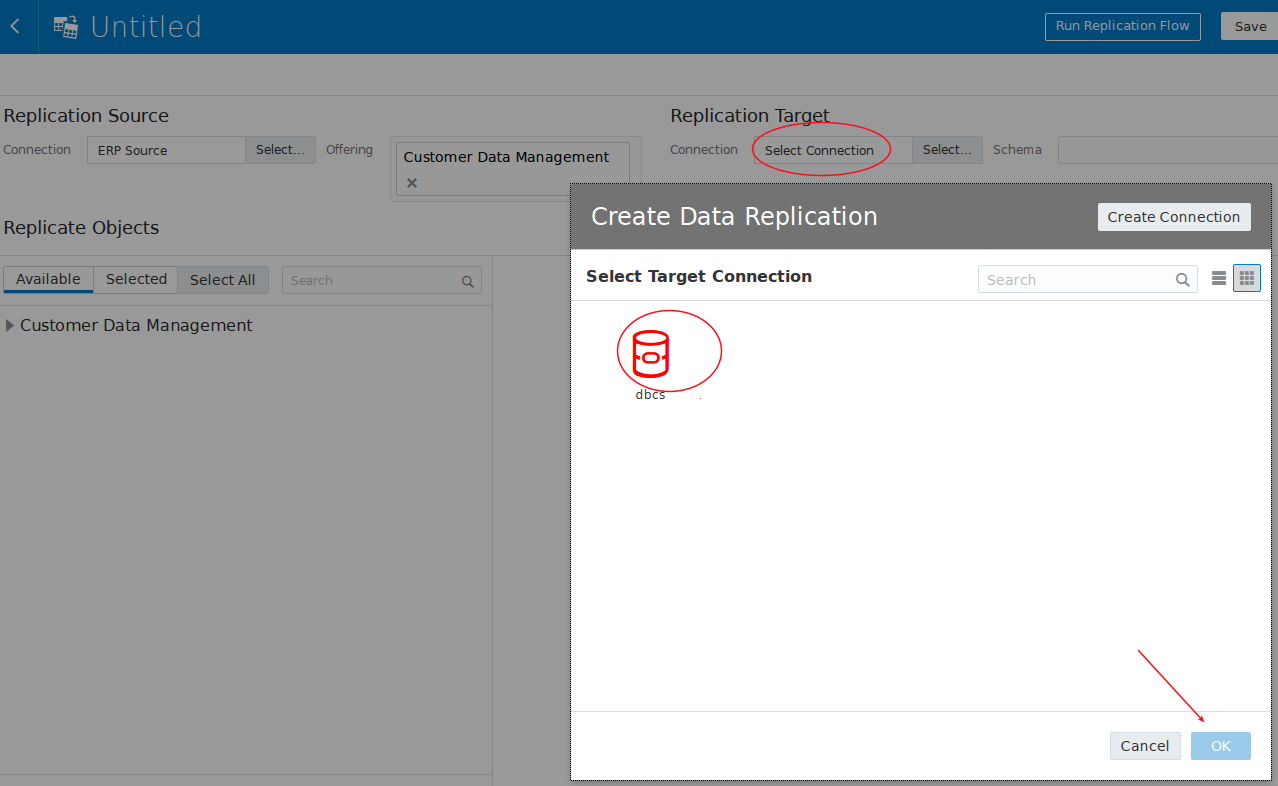 Untitled
Run Replication Flow
Save
Replication Source
Replication Target
Connection
ERP Source
Select...
Offering
Customer Data Management
Connection
Select Connection
Select...
Schema
Replicate Objects
Available
Selected
Select All
Search
Customer Data Management
Create Data Replication
Create Connection
Select Target Connection
Search
dbcs
Cancel
OK